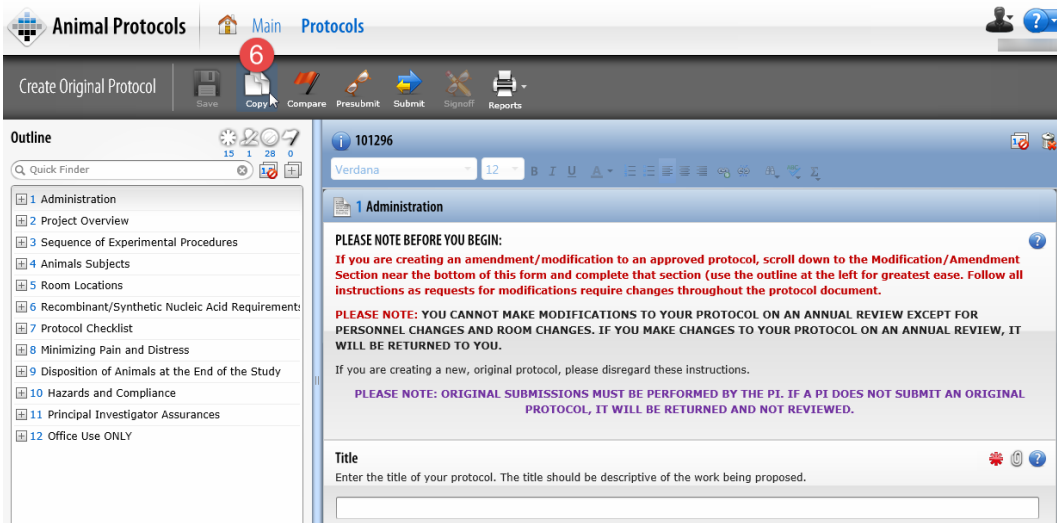 Animal Protocols Main Protocols
?
6
Create Original Protocol Save Copy Compare Presubmit Submit Signoff Reports
Outline
15 1 28 0
Quick Finder
1 Administration
2 Project Overview
3 Sequence of Experimental Procedures
4 Animals Subjects
5 Room Locations
6 Recombinant/Synthetic Nucleic Acid Requirements
7 Protocol Checklist
8 Minimizing Pain and Distress
9 Disposition of Animals at the End of the Study
10 Hazards and Compliance
11 Principal Investigator Assurances
12 Office Use ONLY
101296
Verdana 12 B I U A
1 Administration
PLEASE NOTE BEFORE YOU BEGIN:
If you are creating an amendment/modification to an approved protocol, scroll down to the Modification/Amendment
Section near the bottom of this form and complete that section (use the outline at the left for greatest ease. Follow all
instructions as requests for modifications require changes throughout the protocol document.
PLEASE NOTE: YOU CANNOT MAKE MODIFICATIONS TO YOUR PROTOCOL ON AN ANNUAL REVIEW EXCEPT FOR
PERSONNEL CHANGES AND ROOM CHANGES. IF YOU MAKE CHANGES TO YOUR PROTOCOL ON AN ANNUAL REVIEW, IT
WILL BE RETURNED TO YOU.
If you are creating a new, original protocol, please disregard these instructions.
PLEASE NOTE: ORIGINAL SUBMISSIONS MUST BE PERFORMED BY THE PI. IF A PI DOES NOT SUBMIT AN ORIGINAL
PROTOCOL, IT WILL BE RETURNED AND NOT REVIEWED.
Title
Enter the title of your protocol. The title should be descriptive of the work being proposed.